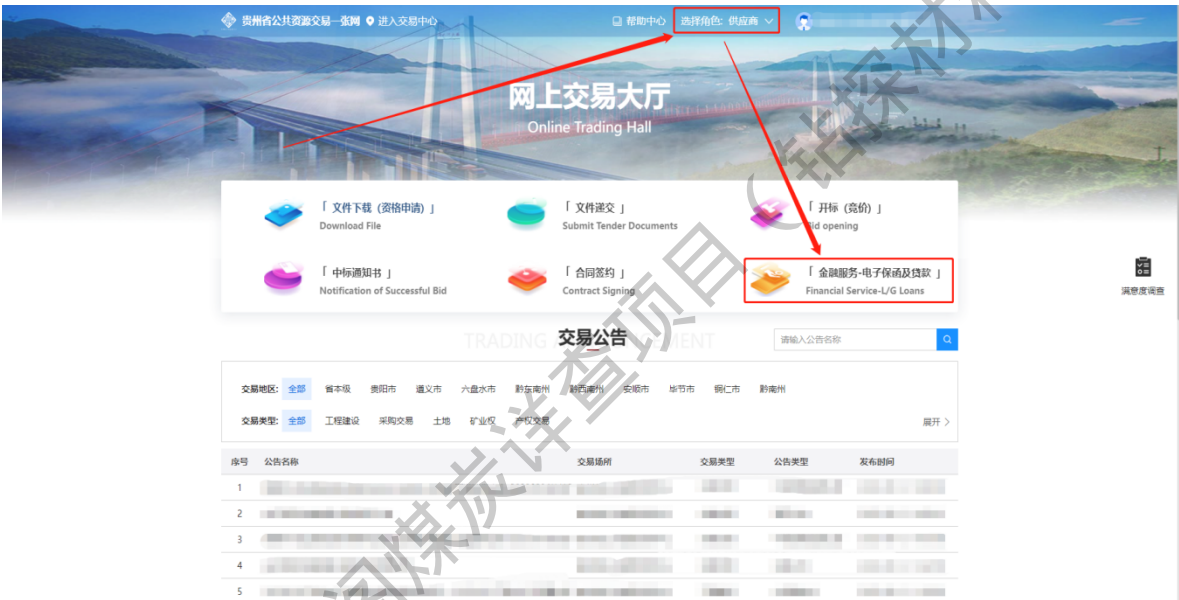 贵州省公共资源交易一张网 进入交易中心 帮助中心 选择角色: 供应商
网上交易大厅
Online Trading Hall
「 文件下载 (资格申请) 」 「 文件递交 」 「 开标 (竞价) 」
Download File Submit Tender Documents Bid opening
「 中标通知书 」 「 合同签约 」 「 金融服务-电子保函及贷款 」
Notification of Successful Bid Contract Signing Financial Service-L/G Loans
满意度调查
交易公告
请输入公告名称
交易地区: 全部 省本级 贵阳市 遵义市 六盘水市 黔东南州 黔西南州 安顺市 毕节市 铜仁市 黔南州
交易类型: 全部 工程建设 采购交易 土地 矿业权 产权交易 展开
序号 公告名称 交易场所 交易类型 公告类型 发布时间
1
2
3
4
5
煤炭详查项目（钻探材